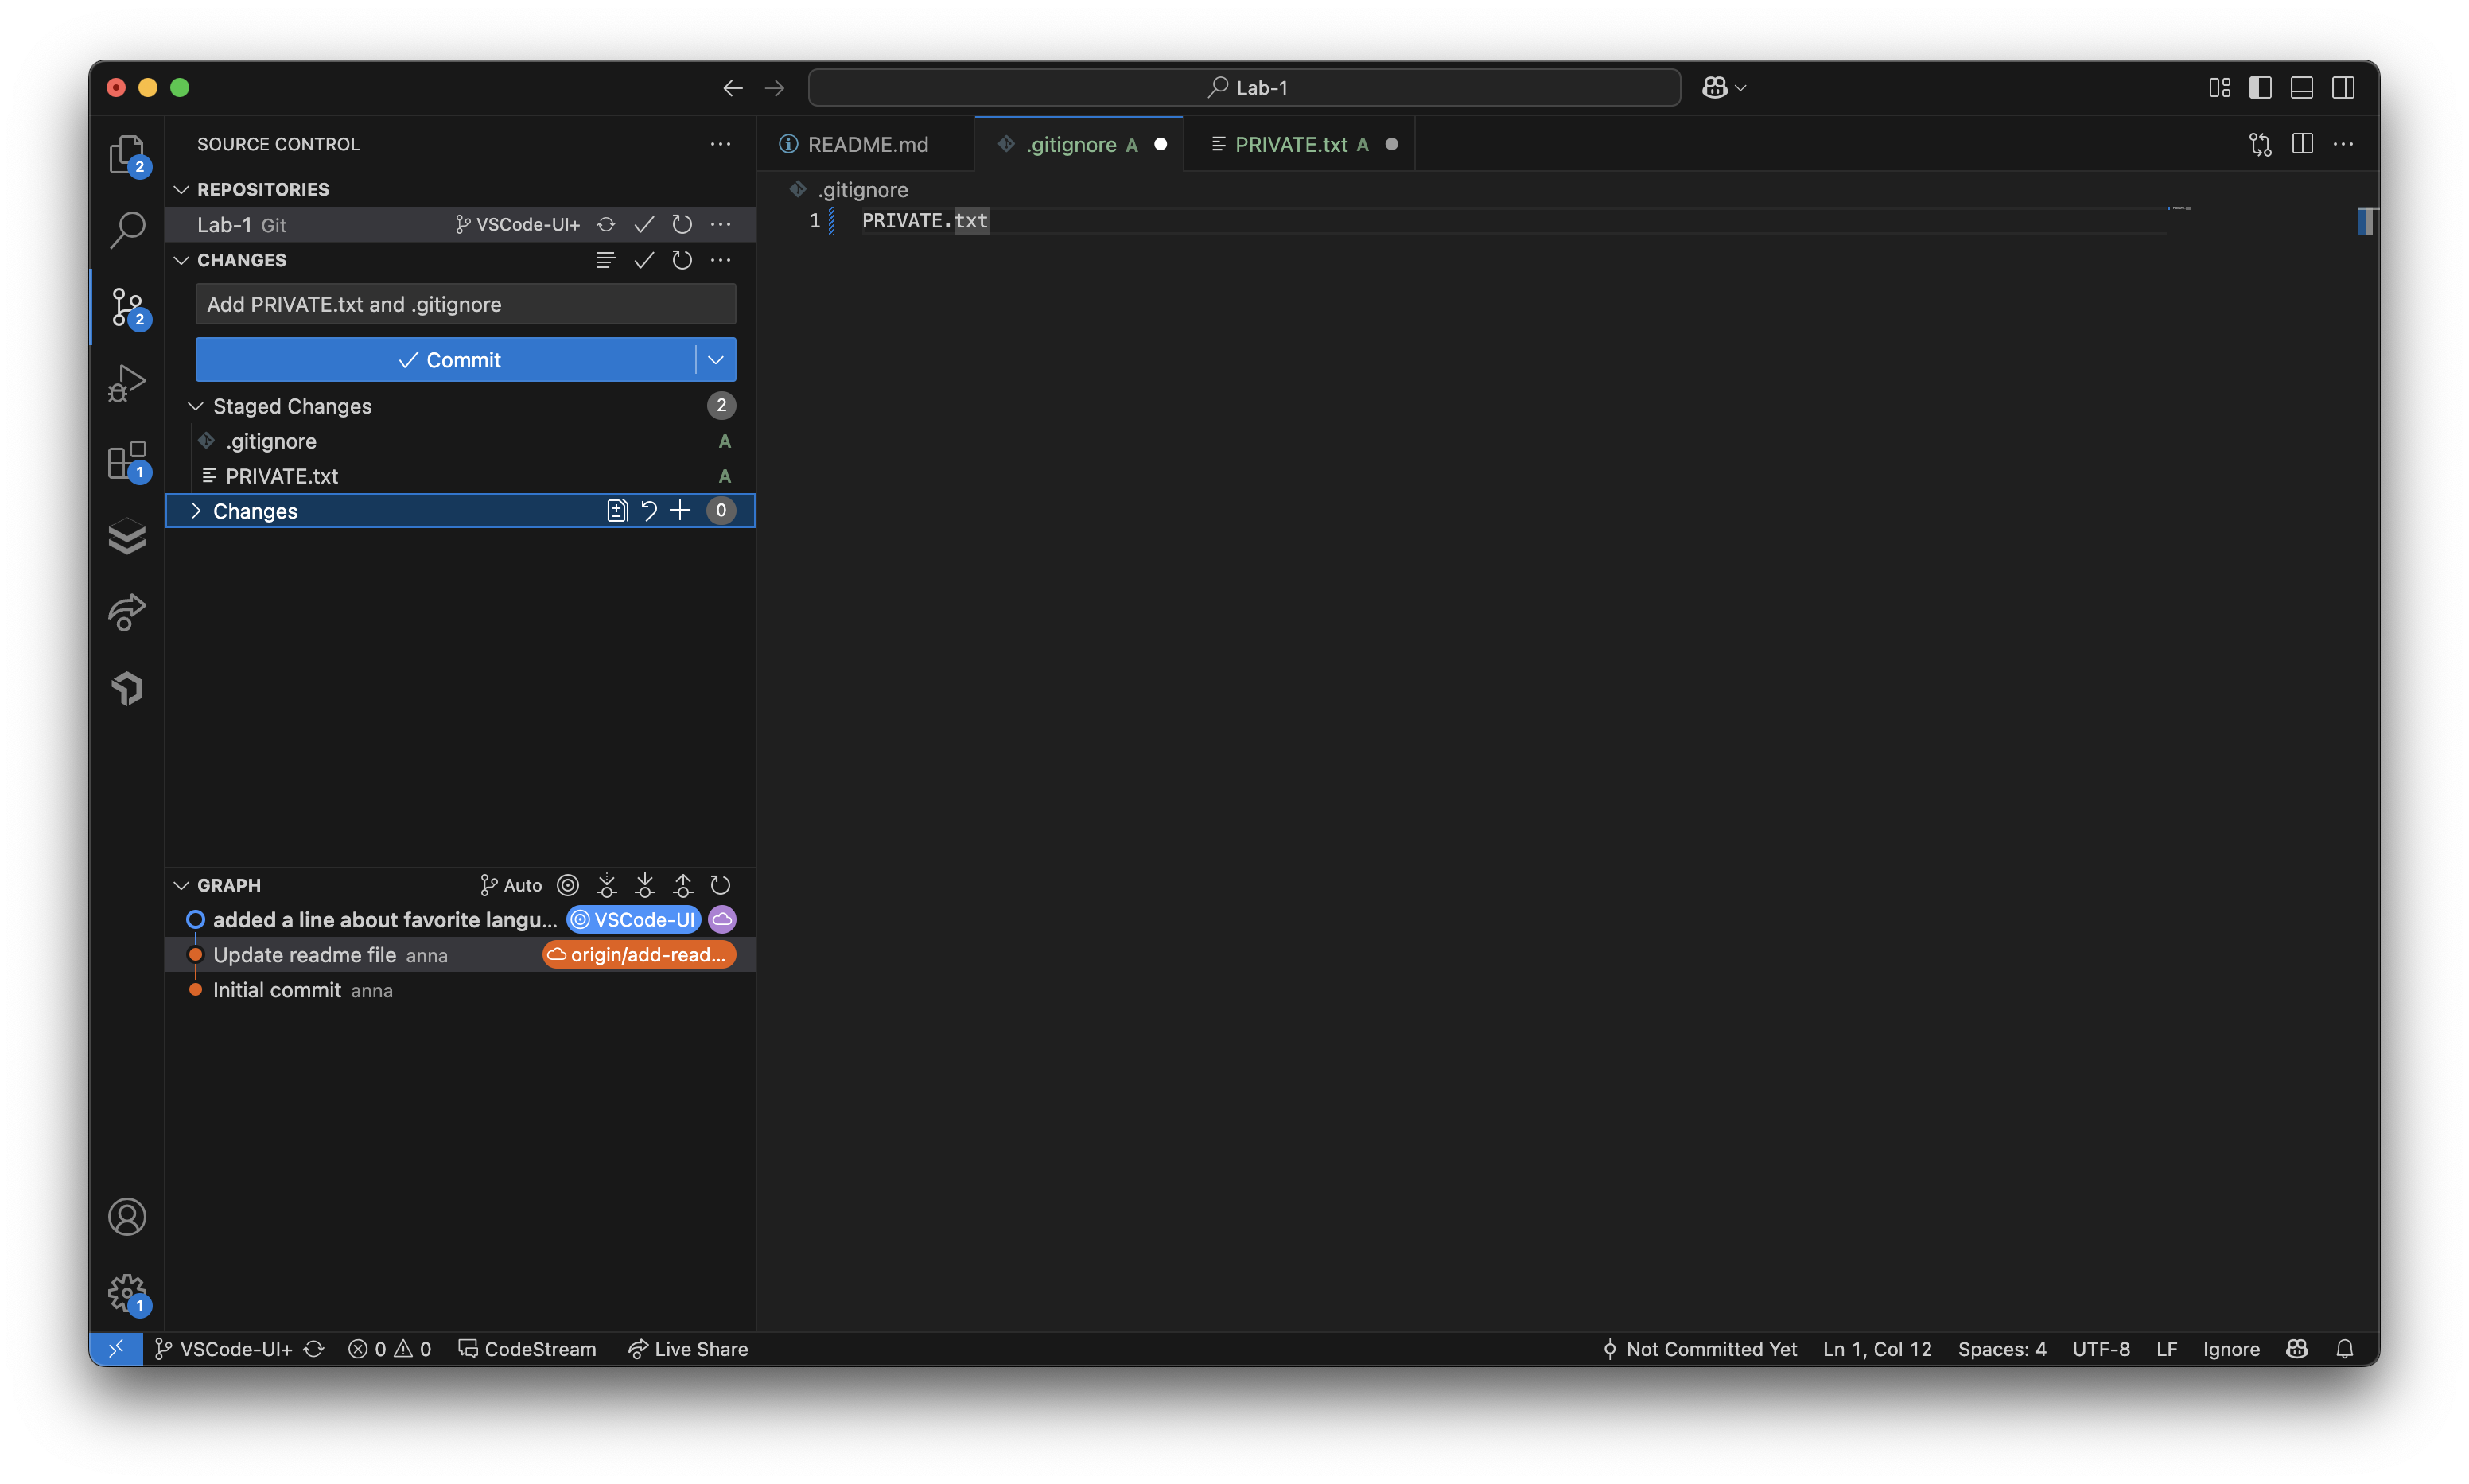 Lab-1
2
2
1
1
SOURCE CONTROL
REPOSITORIES
Lab-1 Git VSCode-UI+
CHANGES
Add PRIVATE.txt and .gitignore
Commit
Staged Changes 2
.gitignore A
PRIVATE.txt A
Changes 0
GRAPH Auto
added a line about favorite langu... VSCode-UI
Update readme file anna origin/add-read...
Initial commit anna
README.md .gitignore A PRIVATE.txt A
.gitignore
1 PRIVATE.txt
VSCode-UI+ 0 0 CodeStream Live Share Not Committed Yet Ln 1, Col 12 Spaces: 4 UTF-8 LF Ignore